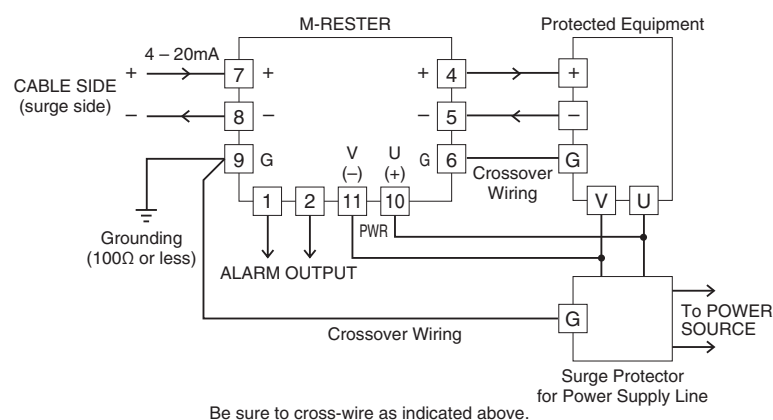 M-RESTER
Protected Equipment
4 – 20mA
CABLE SIDE
(surge side)
+ 7 + + 4 +
– 8 – – 5 –
9 G G 6 G
V
(–)
U
(+)
Crossover
Wiring
1 2 11 10
PWR
V U
Grounding
(100Ω or less)
ALARM OUTPUT
G
To POWER
SOURCE
Crossover Wiring
Surge Protector
for Power Supply Line
Be sure to cross-wire as indicated above.